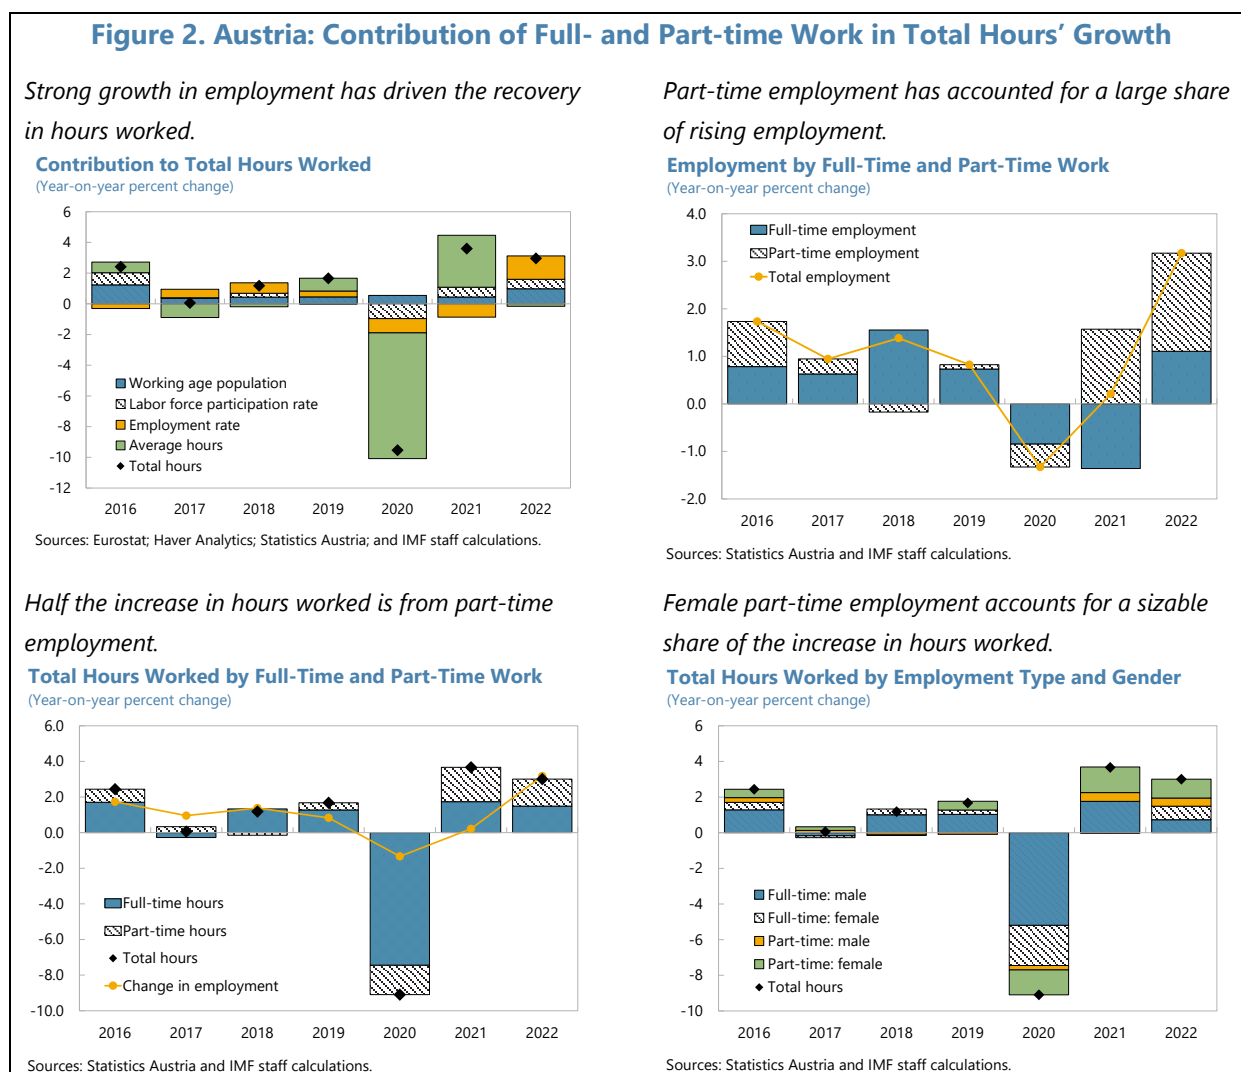 Figure 2. Austria: Contribution of Full- and Part-time Work in Total Hours’ Growth
Strong growth in employment has driven the recovery
in hours worked.
Contribution to Total Hours Worked
(Year-on-year percent change)
6
4
2
0
-2
-4
-6
-8
-10
-12
Working age population
Labor force participation rate
Employment rate
Average hours
Total hours
2016 2017 2018 2019 2020 2021 2022
Sources: Eurostat; Haver Analytics; Statistics Austria; and IMF staff calculations.
Part-time employment has accounted for a large share
of rising employment.
Employment by Full-Time and Part-Time Work
(Year-on-year percent change)
4.0
3.0
2.0
1.0
0.0
-1.0
-2.0
Full-time employment
Part-time employment
Total employment
2016 2017 2018 2019 2020 2021 2022
Sources: Statistics Austria and IMF staff calculations.
Half the increase in hours worked is from part-time
employment.
Total Hours Worked by Full-Time and Part-Time Work
(Year-on-year percent change)
6.0
4.0
2.0
0.0
-2.0
-4.0
-6.0
-8.0
-10.0
Full-time hours
Part-time hours
Total hours
Change in employment
2016 2017 2018 2019 2020 2021 2022
Sources: Statistics Austria and IMF staff calculations.
Female part-time employment accounts for a sizable
share of the increase in hours worked.
Total Hours Worked by Employment Type and Gender
(Year-on-year percent change)
6
4
2
0
-2
-4
-6
-8
-10
Full-time: male
Full-time: female
Part-time: male
Part-time: female
Total hours
2016 2017 2018 2019 2020 2021 2022
Sources: Statistics Austria and IMF staff calculations.